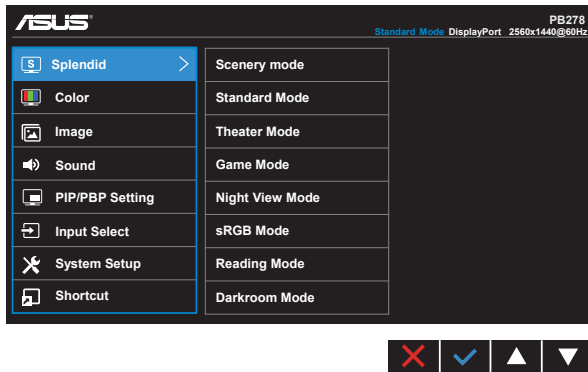 ASUS
PB278
Standard Mode DisplayPort 2560x1440@60Hz
S Splendid
Color
Image
Sound
PIP/PBP Setting
Input Select
System Setup
Shortcut
Scenery mode
Standard Mode
Theater Mode
Game Mode
Night View Mode
sRGB Mode
Reading Mode
Darkroom Mode